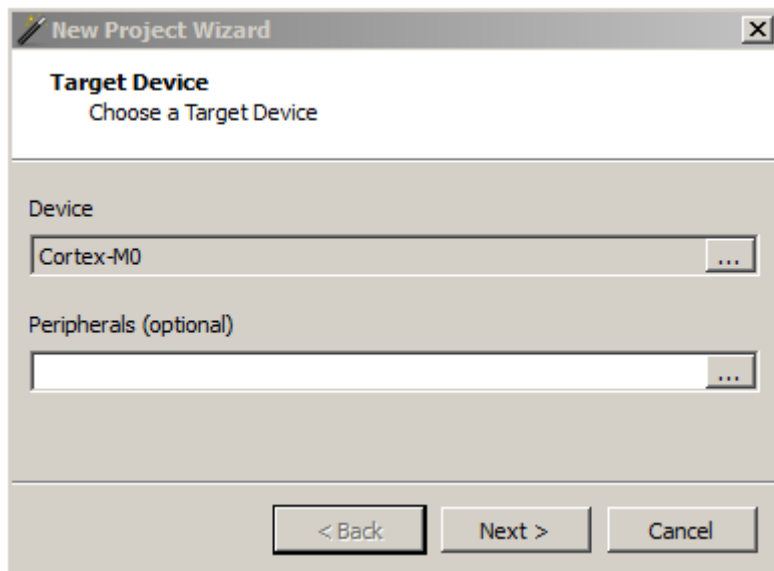 New Project Wizard
Target Device
Choose a Target Device
Device
Cortex-M0
...
Peripherals (optional)
...
< Back Next > Cancel